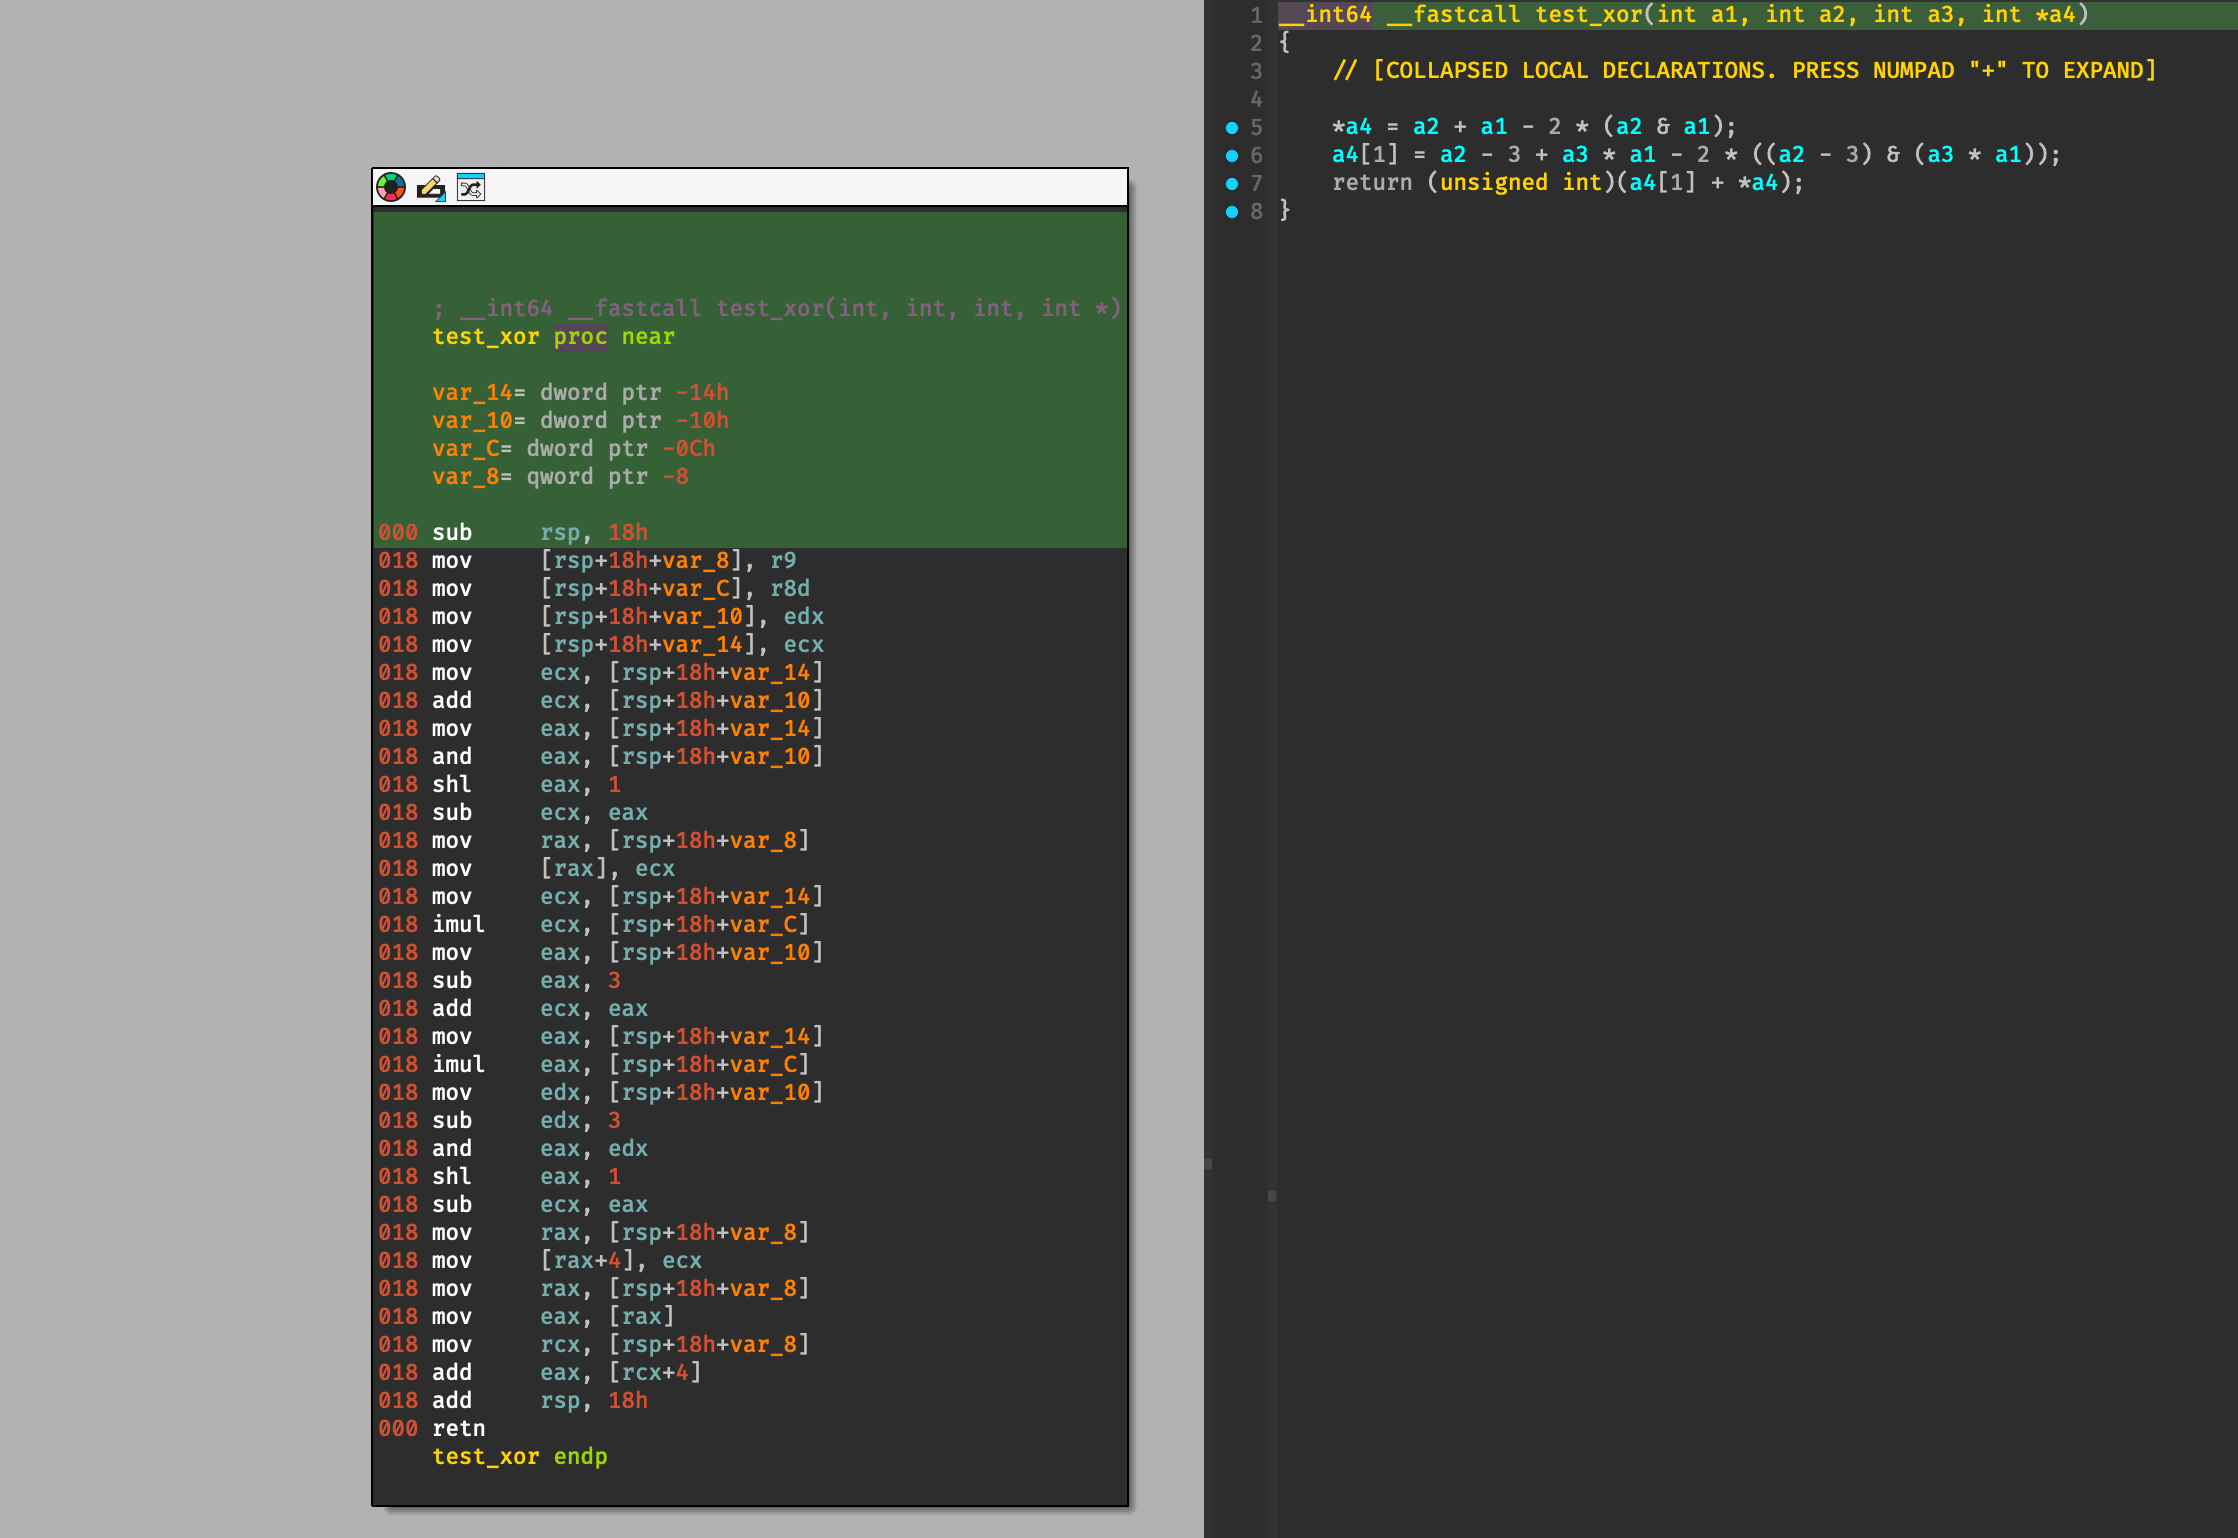 ; __int64 __fastcall test_xor(int, int, int, int *)
test_xor proc near
var_14= dword ptr -14h
var_10= dword ptr -10h
var_C= dword ptr -0Ch
var_8= qword ptr -8
000 sub rsp, 18h
018 mov [rsp+18h+var_8], r9
018 mov [rsp+18h+var_C], r8d
018 mov [rsp+18h+var_10], edx
018 mov [rsp+18h+var_14], ecx
018 mov ecx, [rsp+18h+var_14]
018 add ecx, [rsp+18h+var_10]
018 mov eax, [rsp+18h+var_14]
018 and eax, [rsp+18h+var_10]
018 shl eax, 1
018 sub ecx, eax
018 mov rax, [rsp+18h+var_8]
018 mov [rax], ecx
018 mov ecx, [rsp+18h+var_14]
018 imul ecx, [rsp+18h+var_C]
018 mov eax, [rsp+18h+var_10]
018 sub eax, 3
018 add ecx, eax
018 mov eax, [rsp+18h+var_14]
018 imul eax, [rsp+18h+var_C]
018 mov edx, [rsp+18h+var_10]
018 sub edx, 3
018 and eax, edx
018 shl eax, 1
018 sub ecx, eax
018 mov rax, [rsp+18h+var_8]
018 mov [rax+4], ecx
018 mov rax, [rsp+18h+var_8]
018 mov eax, [rax]
018 mov rcx, [rsp+18h+var_8]
018 add eax, [rcx+4]
018 add rsp, 18h
000 retn
test_xor endp
1 __int64 __fastcall test_xor(int a1, int a2, int a3, int *a4)
2 {
3 // [COLLAPSED LOCAL DECLARATIONS. PRESS NUMPAD "+" TO EXPAND]
4
5 *a4 = a2 + a1 - 2 * (a2 & a1);
6 a4[1] = a2 - 3 + a3 * a1 - 2 * ((a2 - 3) & (a3 * a1));
7 return (unsigned int)(a4[1] + *a4);
8 }